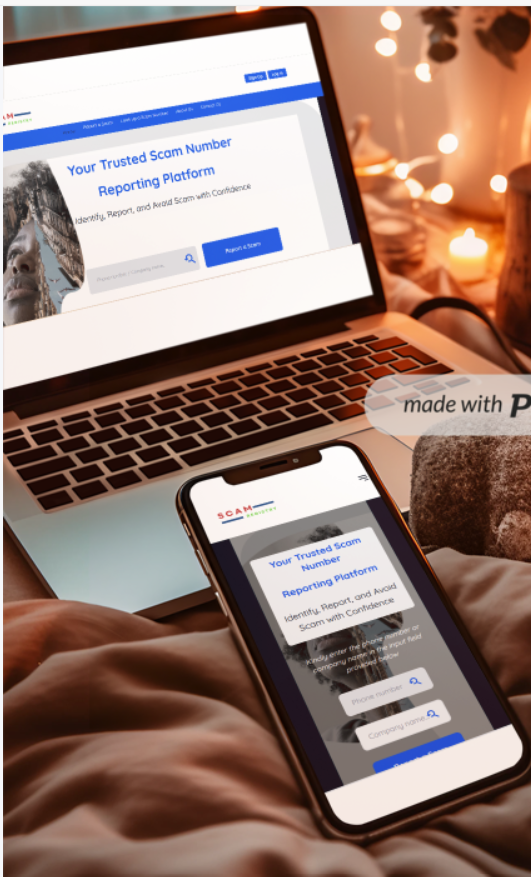 SCAM
REGISTRY
Sign Up Log in
Home Report a Scam Look up a Scam Number About Us Contact Us
Your Trusted Scam Number
Reporting Platform
Identify, Report, and Avoid Scam with Confidence
Phone number / Company name
Report a Scam
made with P
SCAM
REGISTRY
Your Trusted Scam
Number
Reporting Platform
Identify, Report, and Avoid
Scam with Confidence
Kindly enter the phone number or
company name in the input field
provided below
Phone number
Company name